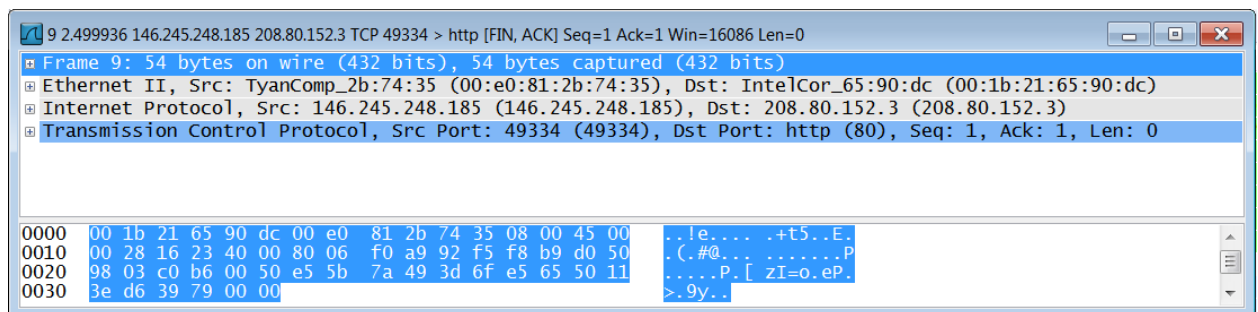 9 2.499936 146.245.248.185 208.80.152.3 TCP 49334 > http [FIN, ACK] Seq=1 Ack=1 Win=16086 Len=0
Frame 9: 54 bytes on wire (432 bits), 54 bytes captured (432 bits)
Ethernet II, Src: TyanComp_2b:74:35 (00:e0:81:2b:74:35), Dst: IntelCor_65:90:dc (00:1b:21:65:90:dc)
Internet Protocol, Src: 146.245.248.185 (146.245.248.185), Dst: 208.80.152.3 (208.80.152.3)
Transmission Control Protocol, Src Port: 49334 (49334), Dst Port: http (80), Seq: 1, Ack: 1, Len: 0
0000 00 1b 21 65 90 dc 00 e0 81 2b 74 35 08 00 45 00 ..!e.... .+t5..E.
0010 00 28 16 23 40 00 80 06 f0 a9 92 f5 f8 b9 d0 50 .(.#@... .......P
0020 98 03 c0 b6 00 50 e5 5b 7a 49 3d 6f e5 65 50 11 .....P.[ zI=o.eP.
0030 3e d6 39 79 00 00 >.9y..